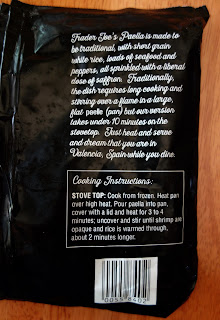 Trader Joe's Paella is made to
be traditional, with short grain
white rice, loads of seafood and
peppers, all sprinkled with a liberal
dose of saffron. Traditionally,
the dish requires long cooking and
stirring over a flame in a large,
flat paelle (pan) but our version
takes under 10 minutes on the
stovetop. Just heat and serve
and dream that you are in
Valencia, Spain while you dine.
Cooking Instructions:
STOVE TOP: Cook from frozen. Heat pan
over high heat. Pour paella into pan,
cover with a lid and heat for 3 to 4
minutes; uncover and stir until shrimp are
opaque and rice is warmed through,
about 2 minutes longer.